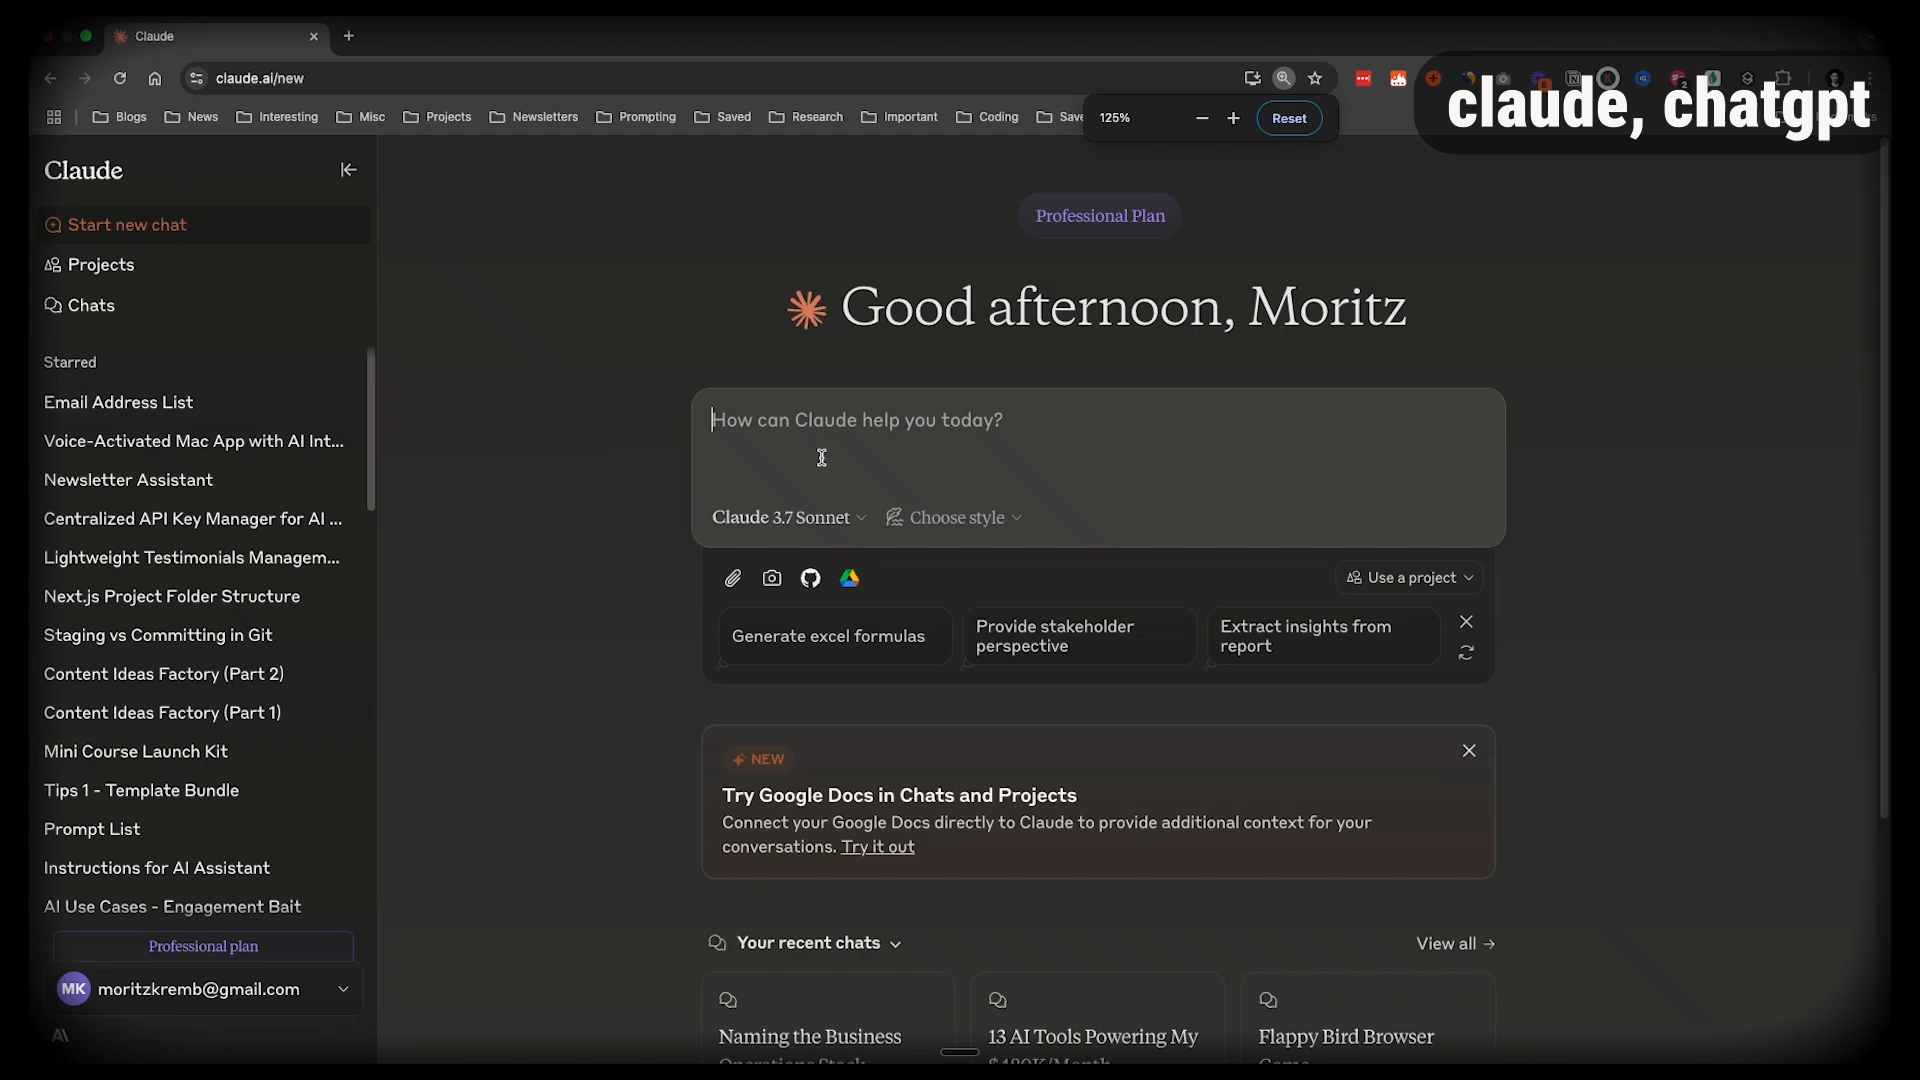 Claude
claude.ai/new
claude, chatgpt
Blogs
News
Interesting
Misc
Projects
Newsletters
Prompting
Saved
Research
Important
Coding
125%
Reset
Claude
Start new chat
Projects
Chats
Starred
Email Address List
Voice-Activated Mac App with AI Int...
Newsletter Assistant
Centralized API Key Manager for AI ...
Lightweight Testimonials Managem...
Next.js Project Folder Structure
Staging vs Committing in Git
Content Ideas Factory (Part 2)
Content Ideas Factory (Part 1)
Mini Course Launch Kit
Tips 1 - Template Bundle
Prompt List
Instructions for AI Assistant
AI Use Cases - Engagement Bait
Professional plan
MK
moritzkremb@gmail.com
Professional Plan
Good afternoon, Moritz
How can Claude help you today?
Claude 3.7 Sonnet
Choose style
Use a project
Generate excel formulas
Provide stakeholder
perspective
Extract insights from
report
NEW
Try Google Docs in Chats and Projects
Connect your Google Docs directly to Claude to provide additional context for your
conversations. Try it out
Your recent chats
View all →
Naming the Business
Operations Stack
13 AI Tools Powering My
$480K/Month
Flappy Bird Browser
Game